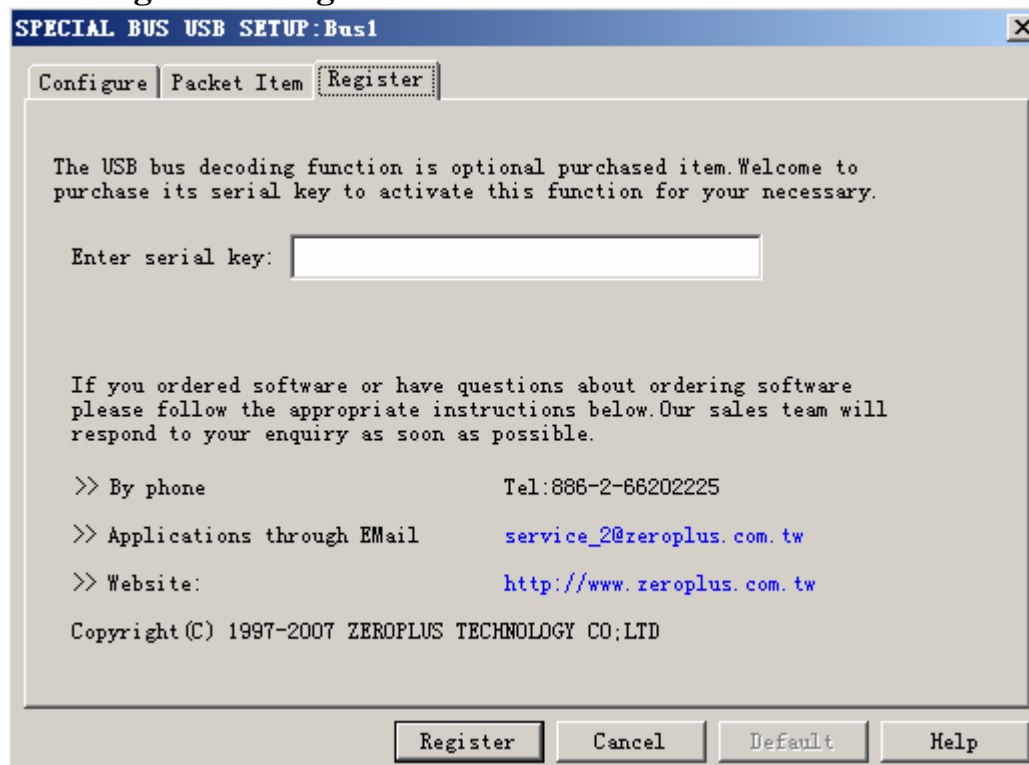 SPECIAL BUS USB SETUP:Bus1
Configure Packet Item Register
The USB bus decoding function is optional purchased item.Welcome to
purchase its serial key to activate this function for your necessary.
Enter serial key:
If you ordered software or have questions about ordering software
please follow the appropriate instructions below.Our sales team will
respond to your enquiry as soon as possible.
>> By phone Tel:886-2-66202225
>> Applications through EMail service_2@zeroplus.com.tw
>> Website: http://www.zeroplus.com.tw
Copyright(C) 1997-2007 ZEROPLUS TECHNOLOGY CO;LTD
Register Cancel Default Help